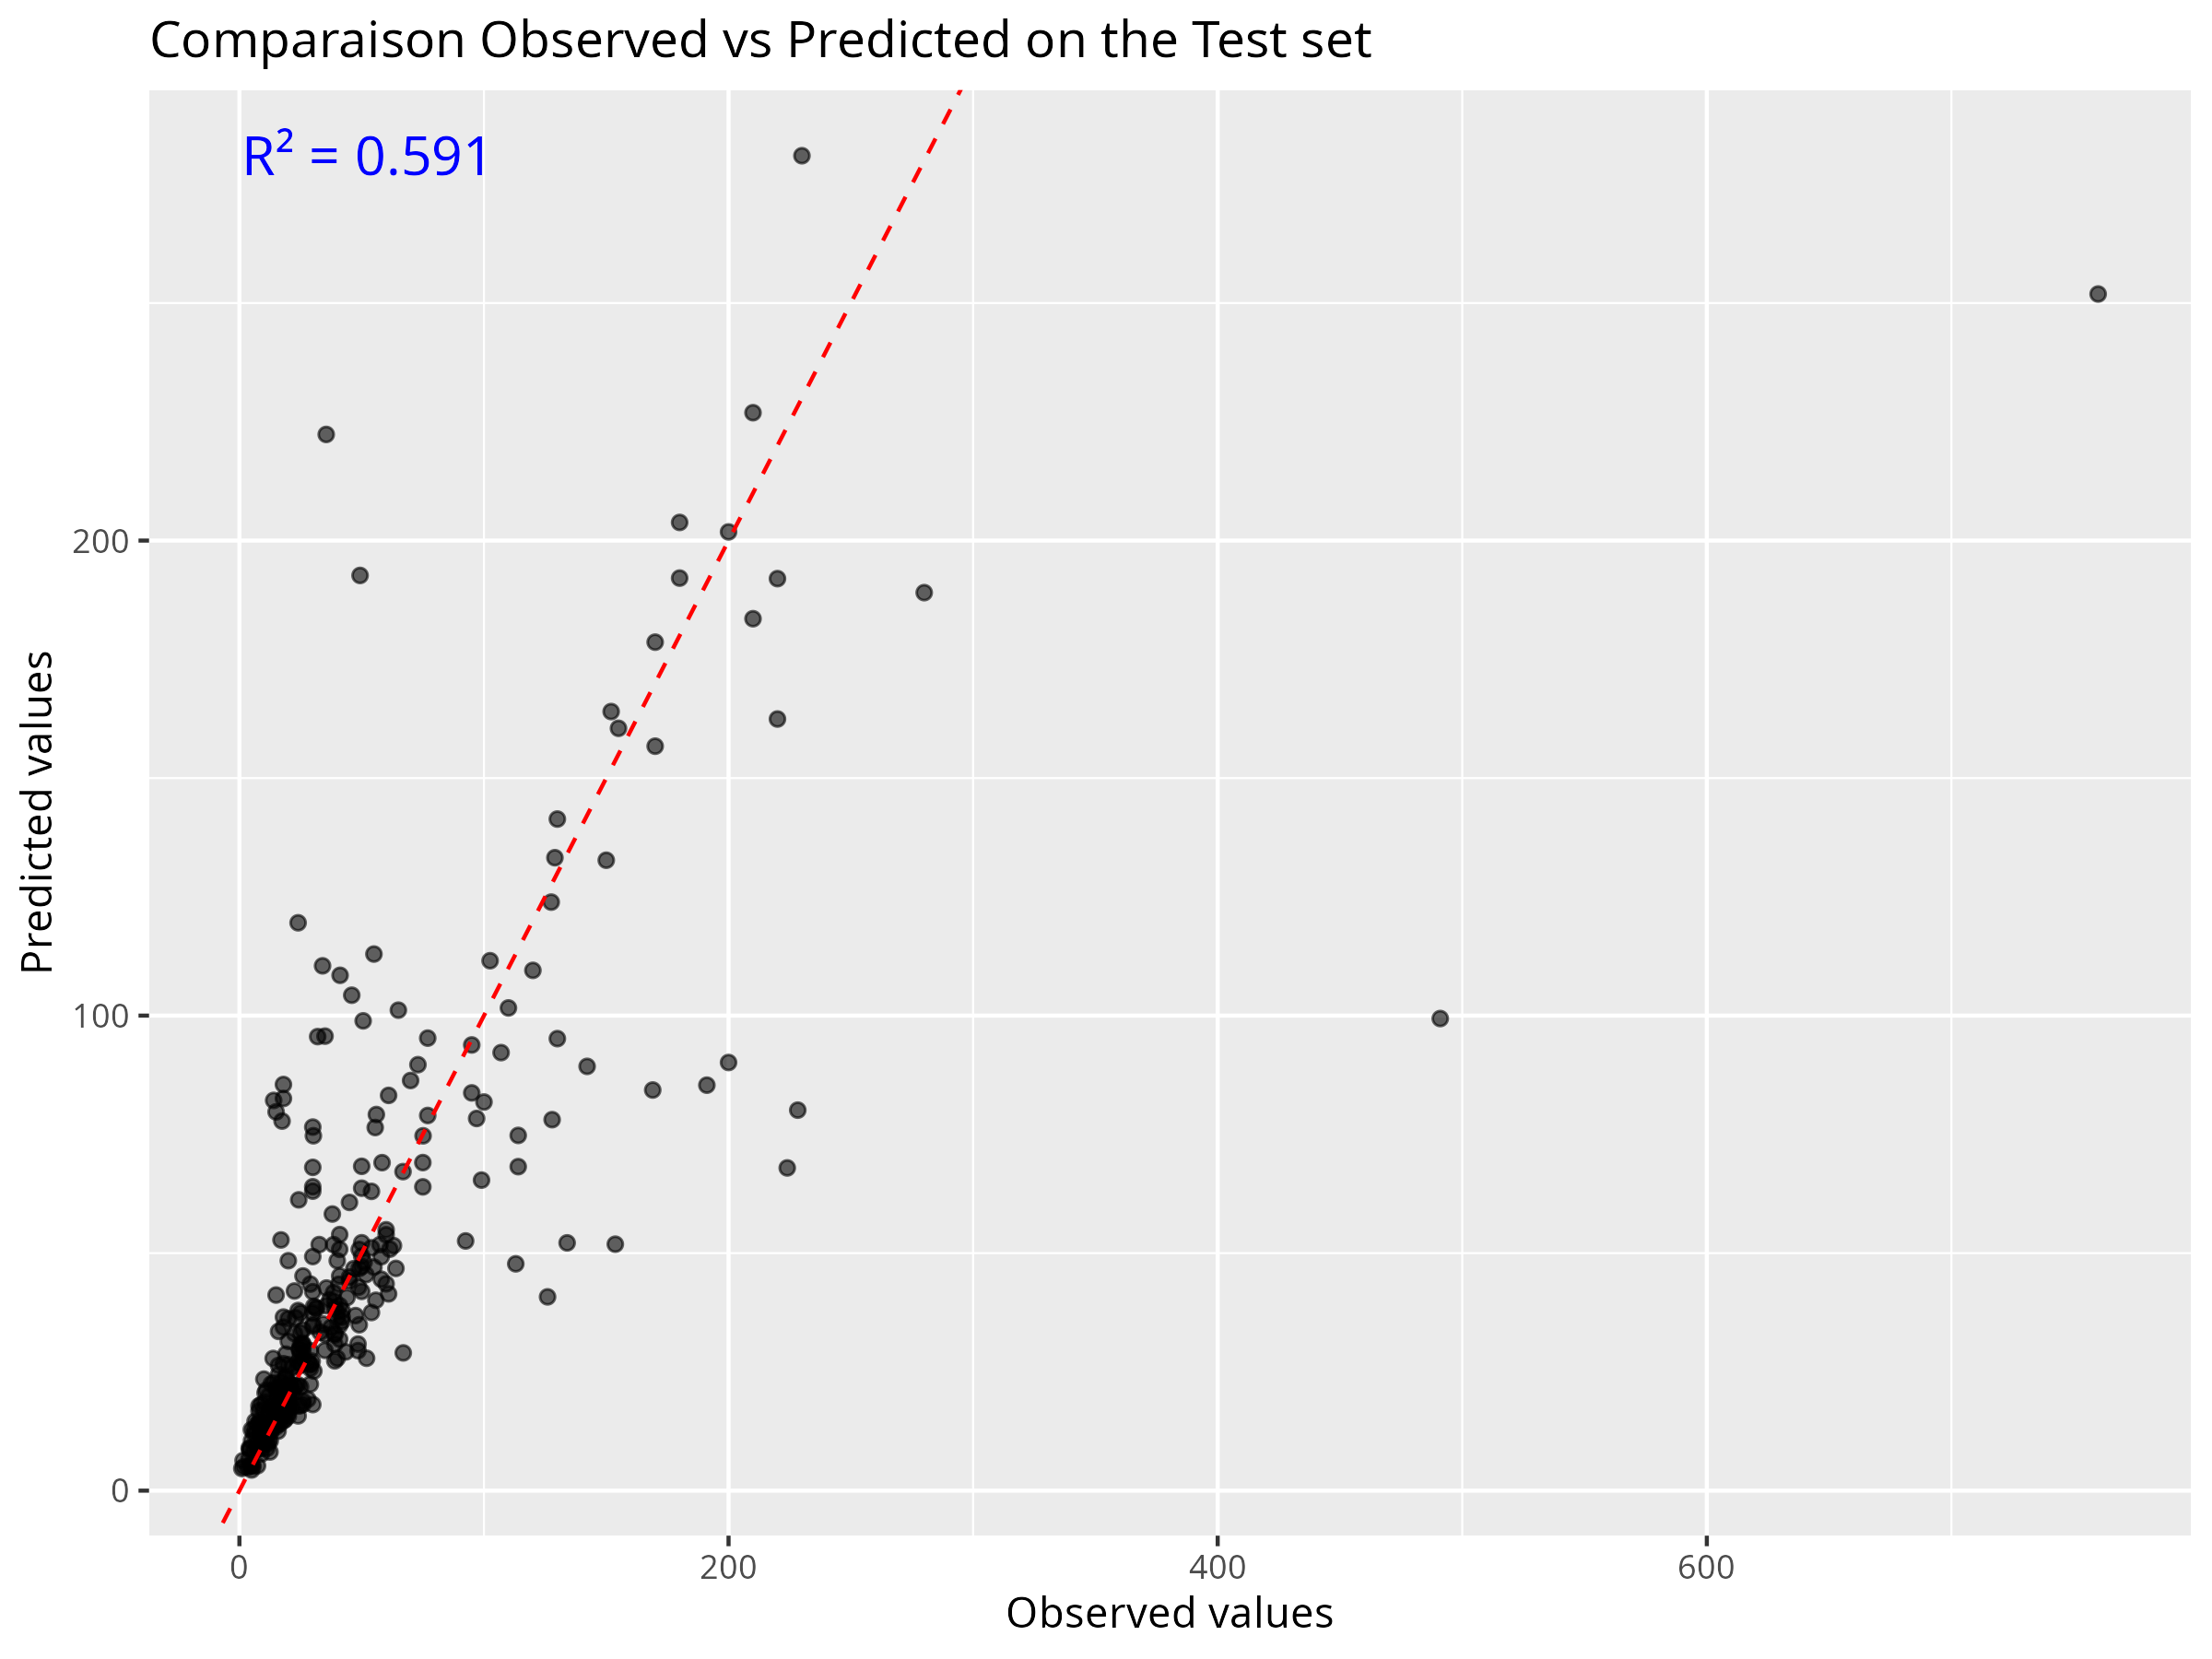 Comparaison Observed vs Predicted on the Test set
R² = 0.591
Predicted values
200
100
0
0 200 400 600
Observed values